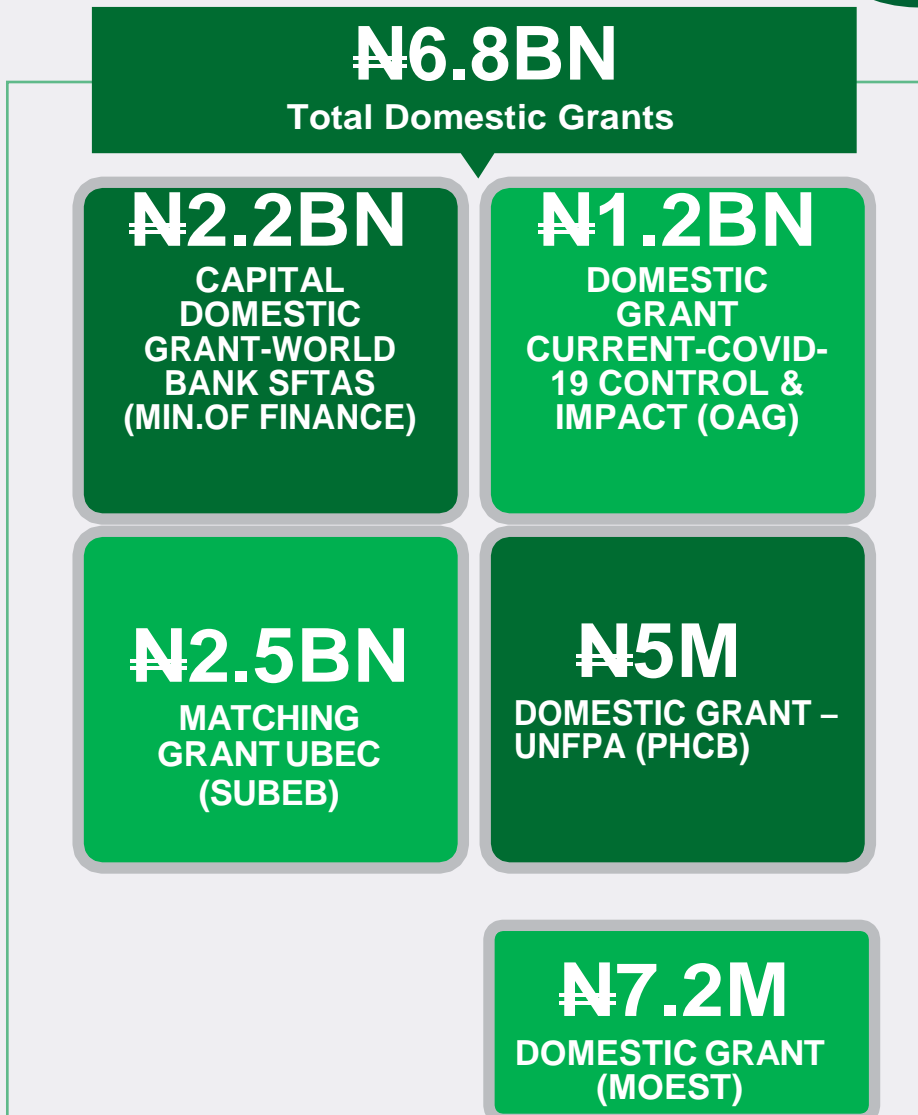 ₦6.8BN
Total Domestic Grants
₦2.2BN
CAPITAL
DOMESTIC
GRANT-WORLD
BANK SFTAS
(MIN.OF FINANCE)
₦1.2BN
DOMESTIC
GRANT
CURRENT-COVID-
19 CONTROL &
IMPACT (OAG)
₦2.5BN
MATCHING
GRANT UBEC
(SUBEB)
₦5M
DOMESTIC GRANT –
UNFPA (PHCB)
₦7.2M
DOMESTIC GRANT
(MOEST)